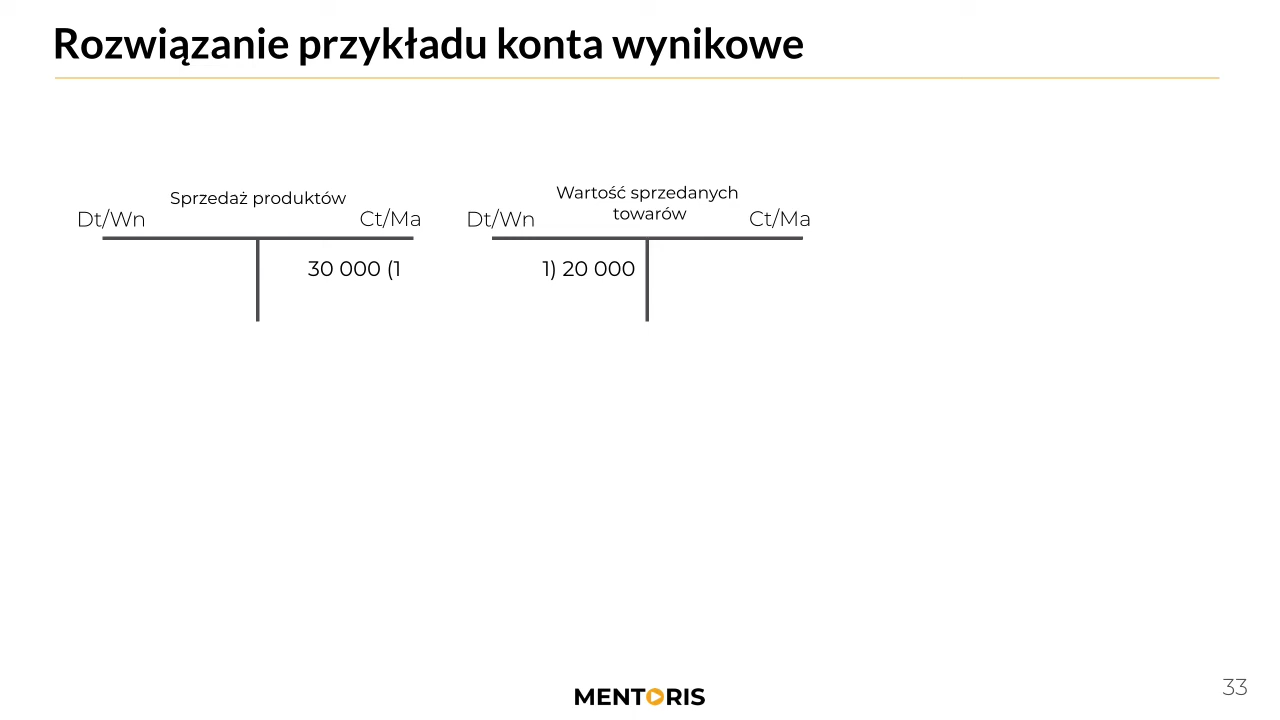 Rozwiązanie przykładu konta wynikowe
Sprzedaż produktów
Dt/Wn
Ct/Ma
30 000 (1
Wartość sprzedanych
towarów
Dt/Wn
Ct/Ma
1) 20 000
MENTORIS
33